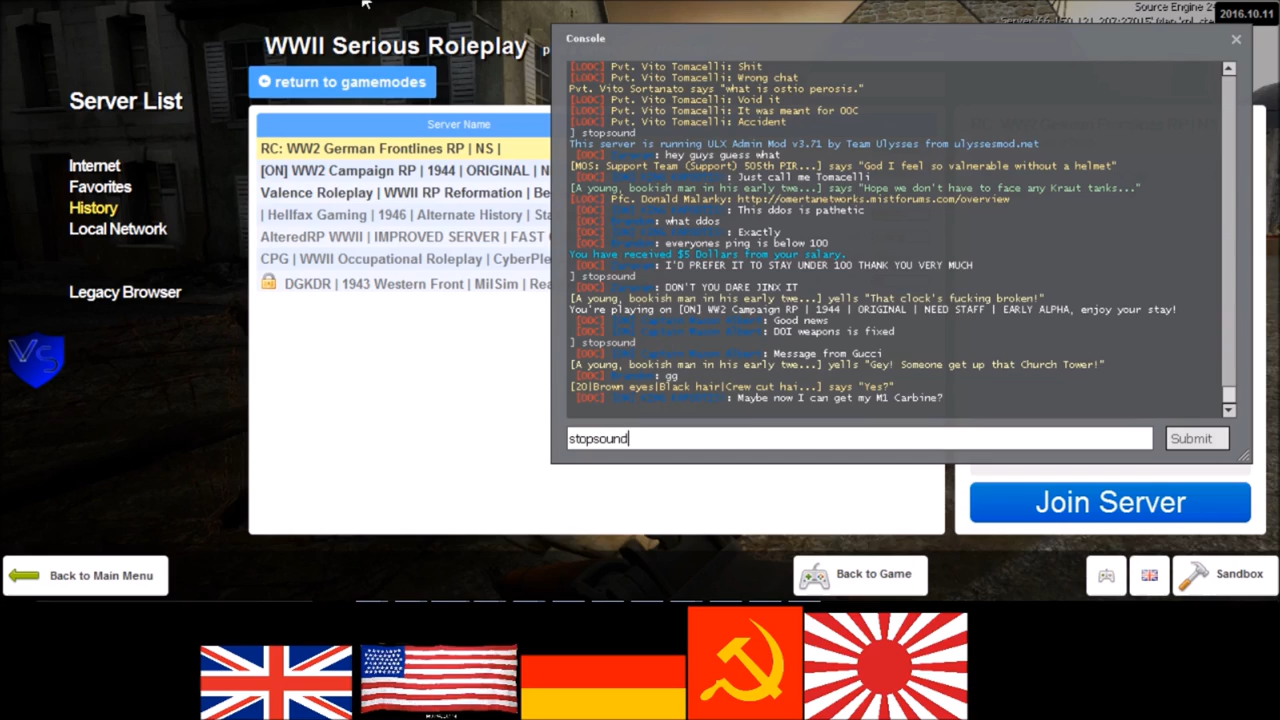 Source Engine 2
2016.10.11
WWII Serious Roleplay
return to gamemodes
Server List
Internet
Favorites
History
Local Network
Legacy Browser
Server Name
RC: WW2 German Frontlines RP | NS |
[ON] WW2 Campaign RP | 1944 | ORIGINAL | N
Valence Roleplay | WWII RP Reformation | Be
| Hellfax Gaming | 1946 | Alternate History | Sta
AlteredRP WWII | IMPROVED SERVER | FAST
CPG | WWII Occupational Roleplay | CyberPle
DGKDR | 1943 Western Front | MilSim | Rea
VS
Console
[LOOC] Pvt. Vito Tomacelli: Shit
[LOOC] Pvt. Vito Tomacelli: Wrong chat
Pvt. Vito Sortanato says "what is ostio perosis."
[LOOC] Pvt. Vito Tomacelli: Void it
[LOOC] Pvt. Vito Tomacelli: It was meant for OOC
[LOOC] Pvt. Vito Tomacelli: Accident
] stopsound
This server is running ULX Admin Mod v3.71 by Team Ulysses from ulyssesmod.net
[OOC] : hey guys guess what
[MOS: Support Team (Support) 505th PIR...] says "God I feel so valnerable without a helmet"
[OOC] : Just call me Tomacelli
[A young, bookish man in his early twe...] says "Hope we don't have to face any Kraut tanks..."
[LOOC] Pfc. Donald Malarky: http://omertanetworks.mistforums.com/overview
[OOC] : This ddos is pathetic
[OOC] : what ddos
[OOC] : Exactly
[OOC] : everyones ping is below 100
You have received $5 Dollars from your salary.
[OOC] : I'D PREFER IT TO STAY UNDER 100 THANK YOU VERY MUCH
] stopsound
[OOC] : DON'T YOU DARE JINX IT
[A young, bookish man in his early twe...] yells "That clock's fucking broken!"
You're playing on [ON] WW2 Campaign RP | 1944 | ORIGINAL | NEED STAFF | EARLY ALPHA, enjoy your stay!
[OOC] : Good news
[OOC] : DOI weapons is fixed
] stopsound
[OOC] : Message from Gucci
[A young, bookish man in his early twe...] yells "Gey! Someone get up that Church Tower!"
[OOC] : gg
[20|Brown eyes|Black hair|Crew cut hai...] says "Yes?"
[OOC] : Maybe now I can get my M1 Carbine?
stopsound
Submit
Join Server
Back to Main Menu
Back to Game
Sandbox